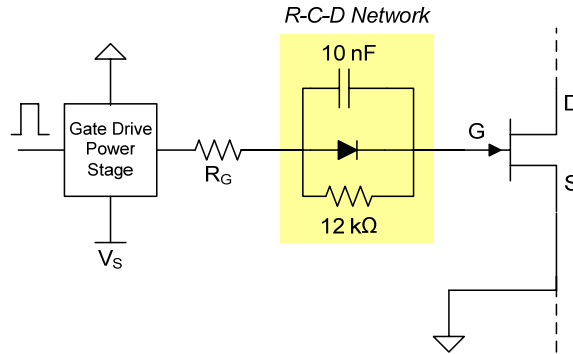 R-C-D Network
10 nF
Gate Drive
Power
Stage
R_G
12 kΩ
V_S
G
D
S